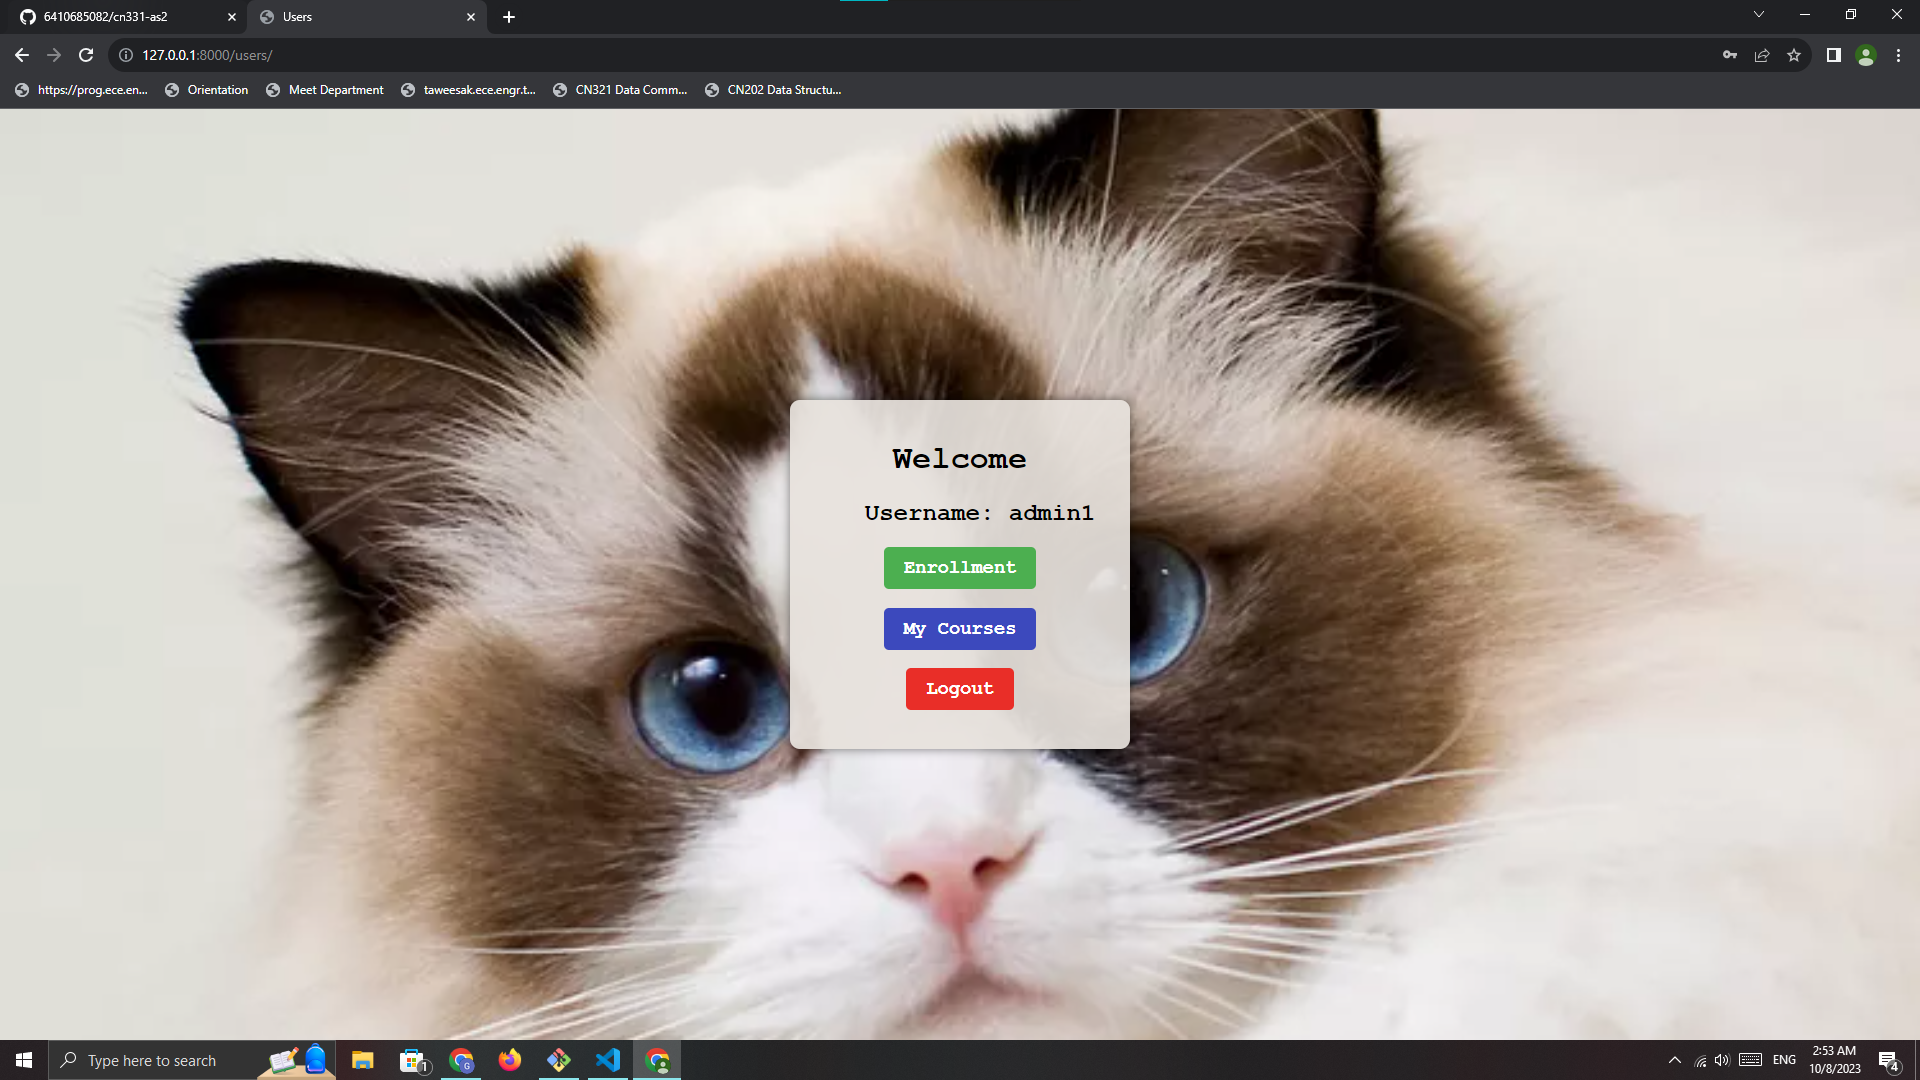 6410685082/cn331-as2
Users
127.0.0.1:8000/users/
https://prog.ece.en...
Orientation
Meet Department
taweesak.ece.engr.t...
CN321 Data Comm...
CN202 Data Structu...
Welcome
Username: admin1
Enrollment
My Courses
Logout
Type here to search
1
G
ENG
2:53 AM
10/8/2023
4